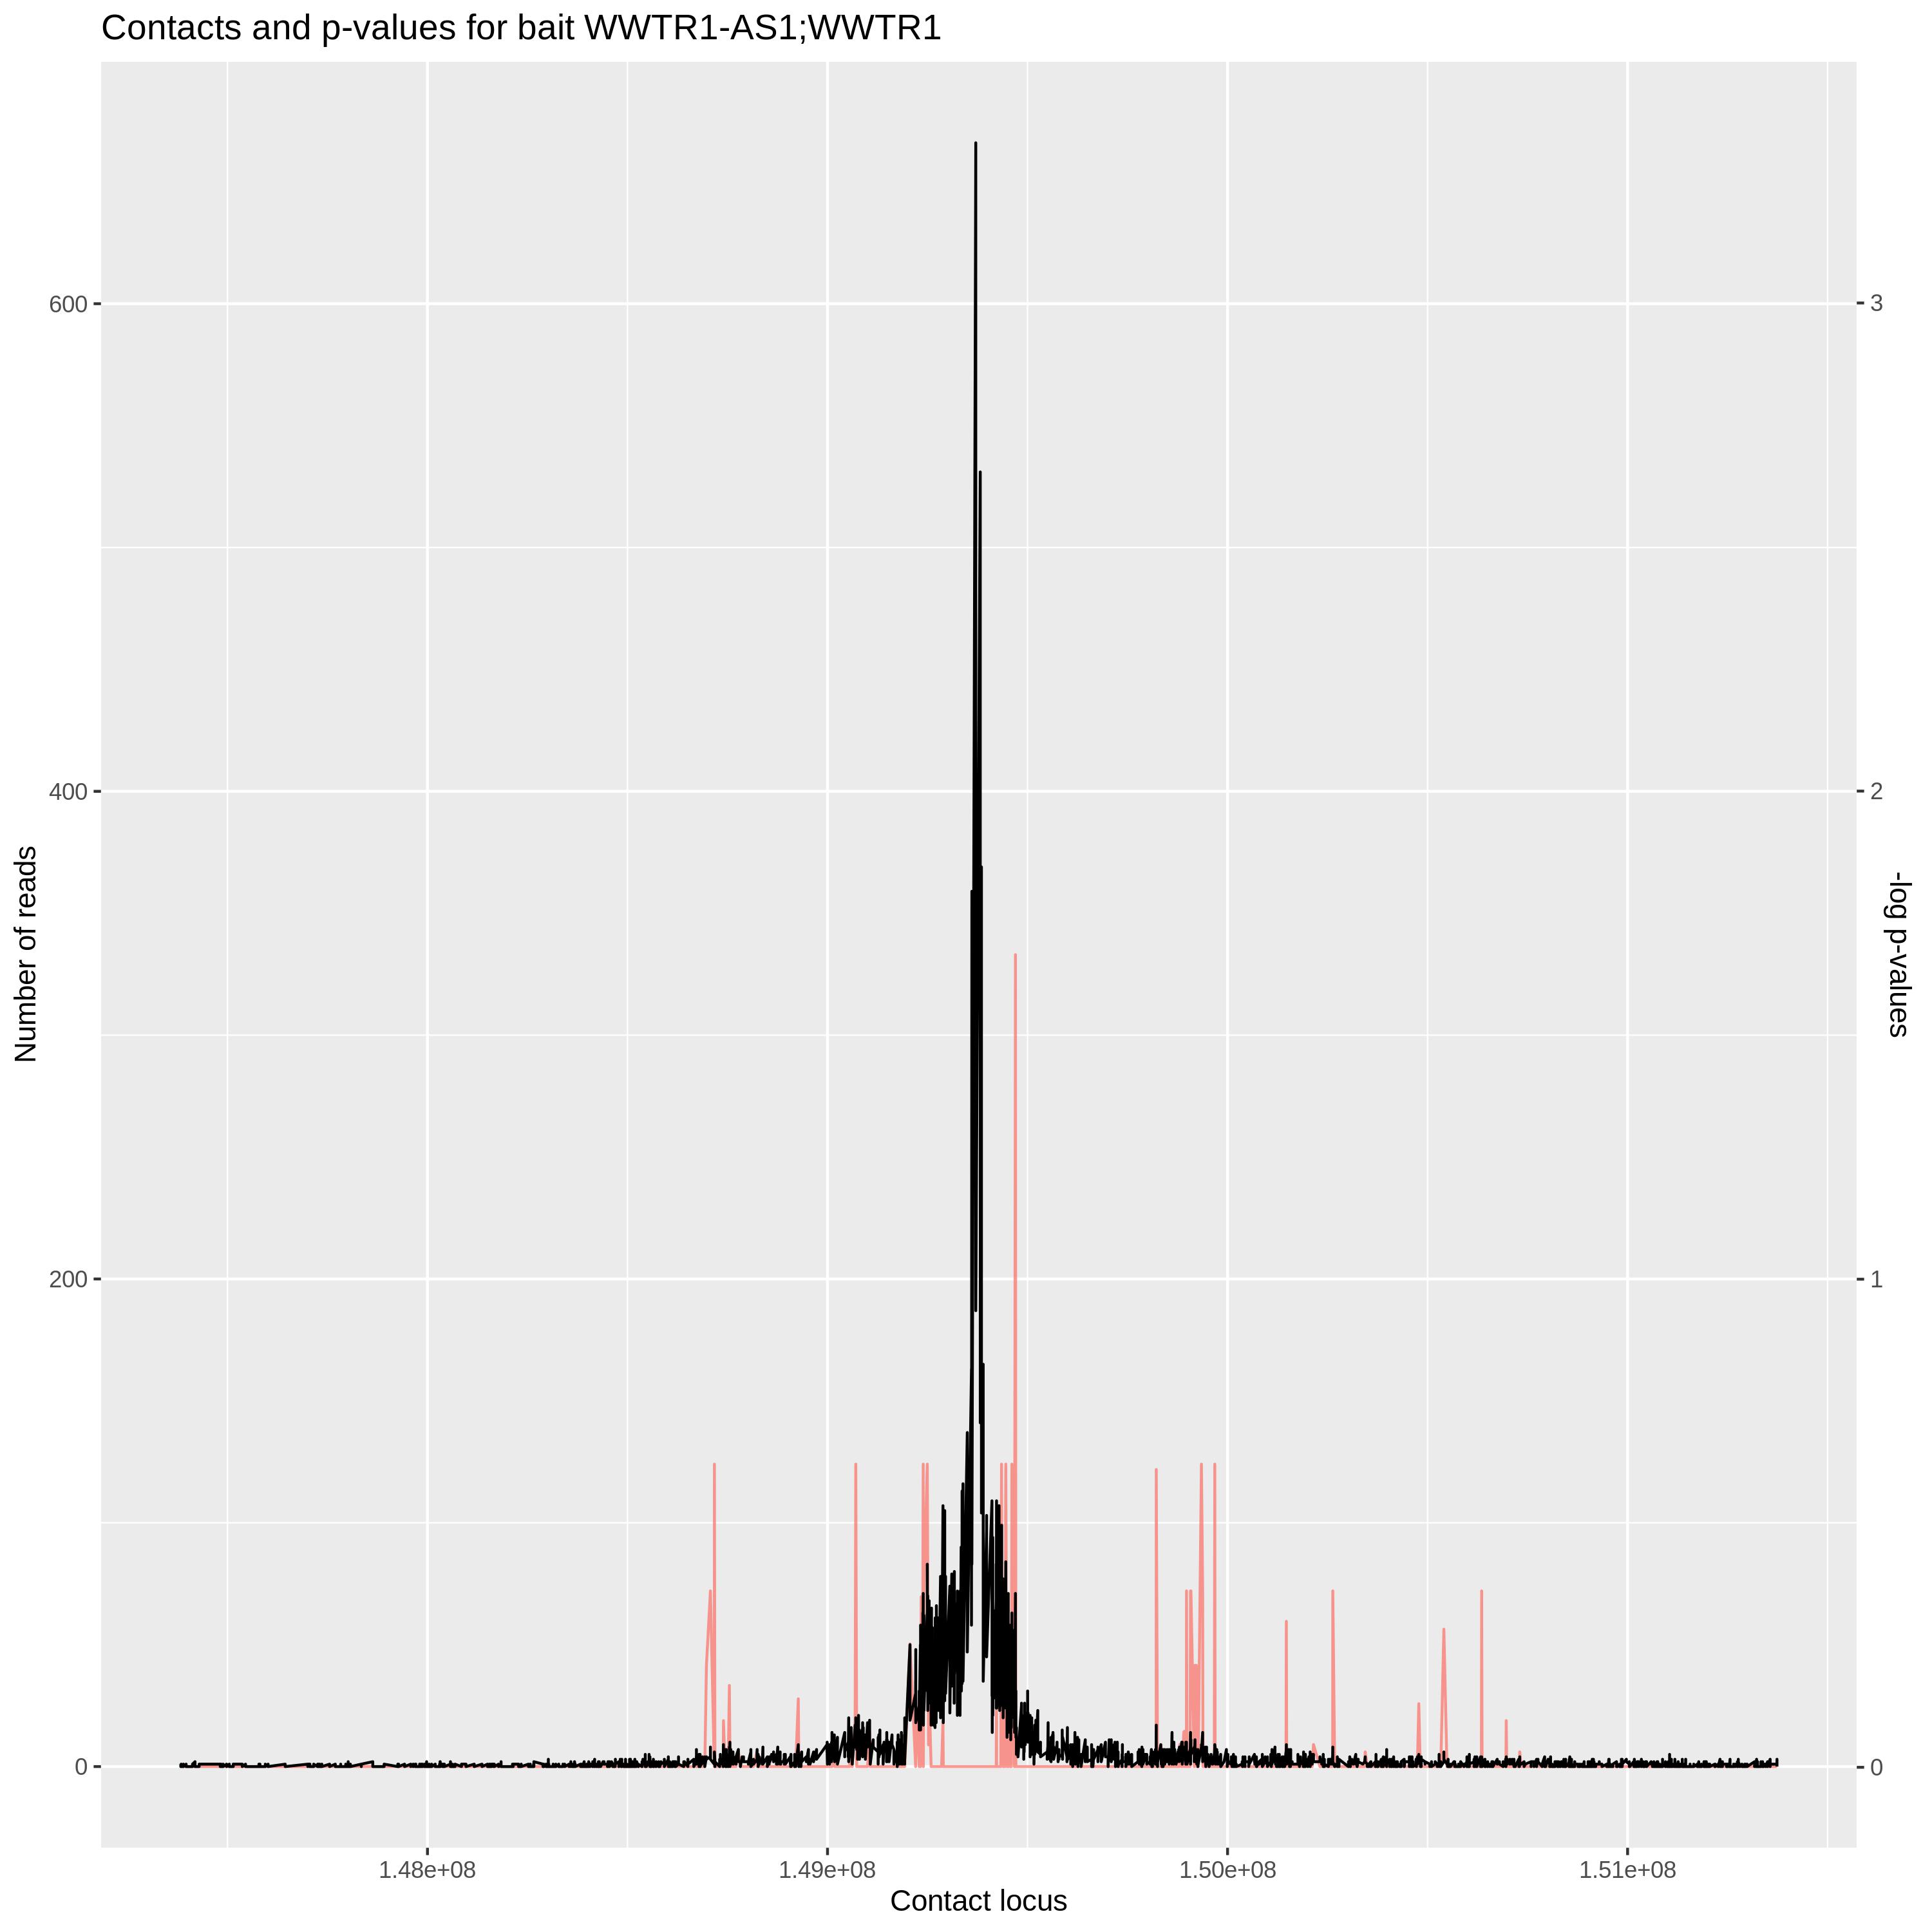 Contacts and p-values for bait WWTR1-AS1;WWTR1
600
400
200
0
Number of reads
3
2
1
0
-log p-values
1.48e+08
1.49e+08
1.50e+08
1.51e+08
Contact locus